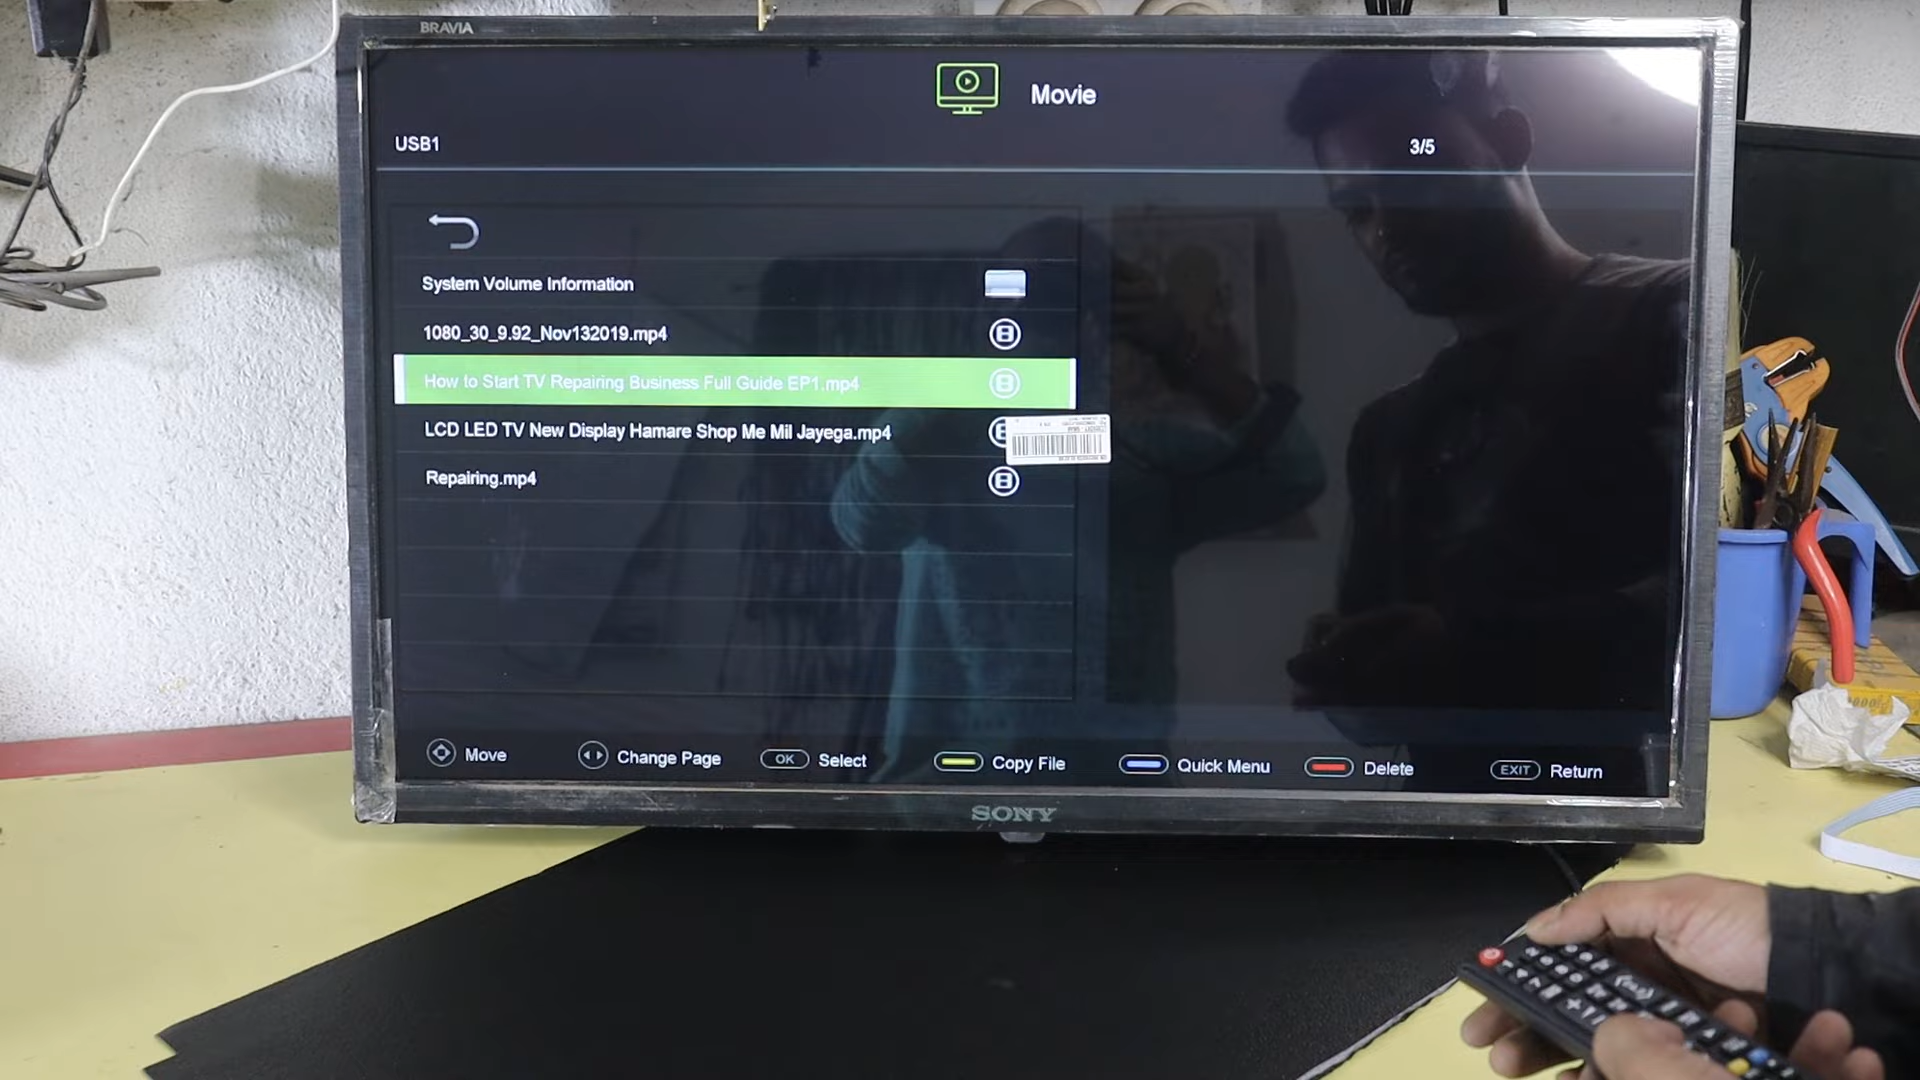 BRAVIA
Movie
USB1
3/5
System Volume Information
1080_30_9.92_Nov132019.mp4
How to Start TV Repairing Business Full Guide EP1.mp4
LCD LED TV New Display Hamare Shop Me Mil Jayega.mp4
Repairing.mp4
Move
Change Page
OK Select
Copy File
Quick Menu
Delete
EXIT Return
SONY